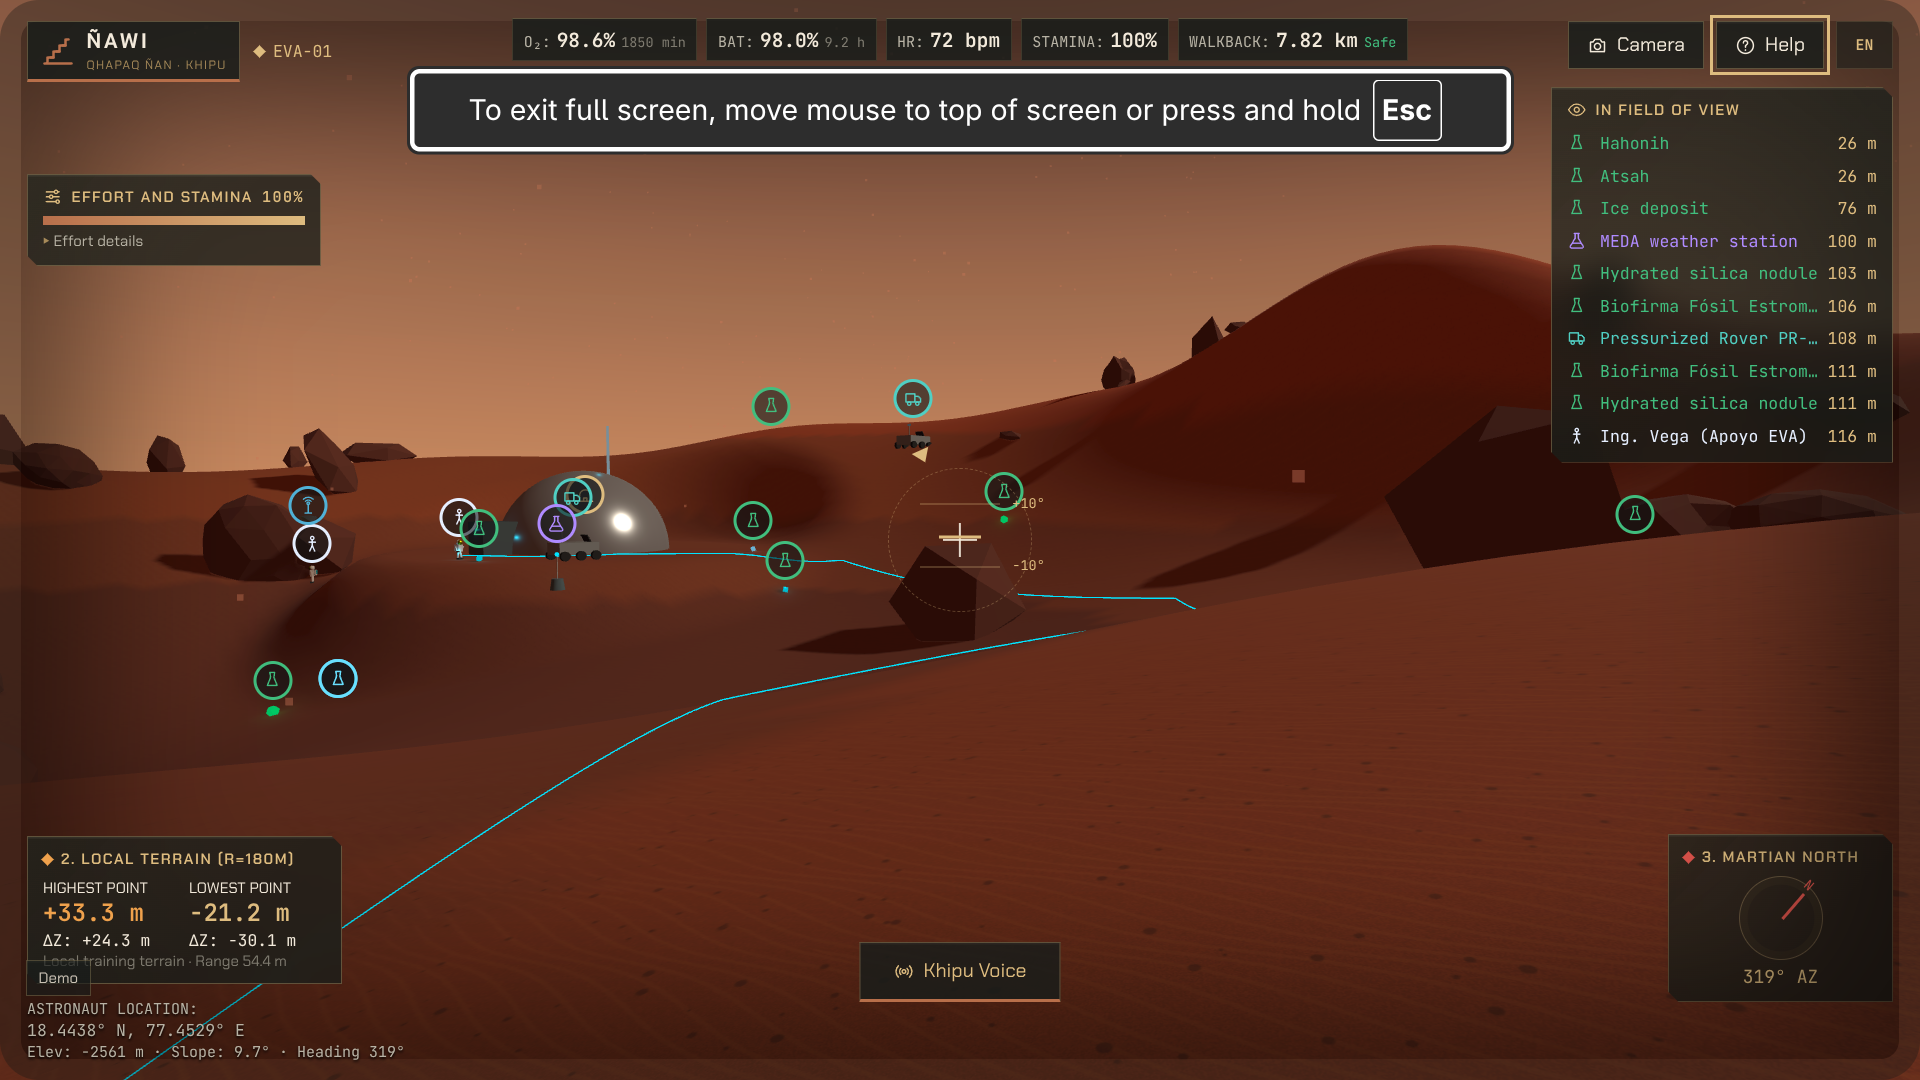 ÑAWI
QHAPAQ ÑAN · KHIPU
EVA-01
O₂: 98.6% 1850 min
BAT: 98.0% 9.2 h
HR: 72 bpm
STAMINA: 100%
WALKBACK: 7.82 km Safe
Camera
Help
EN
To exit full screen, move mouse to top of screen or press and hold Esc
IN FIELD OF VIEW
Hahonih 26 m
Atsah 26 m
Ice deposit 76 m
MEDA weather station 100 m
Hydrated silica nodule 103 m
Biofirma Fósil Estrom… 106 m
Pressurized Rover PR-… 108 m
Biofirma Fósil Estrom… 111 m
Hydrated silica nodule 111 m
Ing. Vega (Apoyo EVA) 116 m
EFFORT AND STAMINA 100%
Effort details
+10°
-10°
2. LOCAL TERRAIN (R=180M)
HIGHEST POINT LOWEST POINT
+33.3 m -21.2 m
ΔZ: +24.3 m ΔZ: -30.1 m
Local training terrain · Range 54.4 m
Demo
ASTRONAUT LOCATION:
18.4438° N, 77.4529° E
Elev: -2561 m · Slope: 9.7° · Heading 319°
Khipu Voice
3. MARTIAN NORTH
N
319° AZ